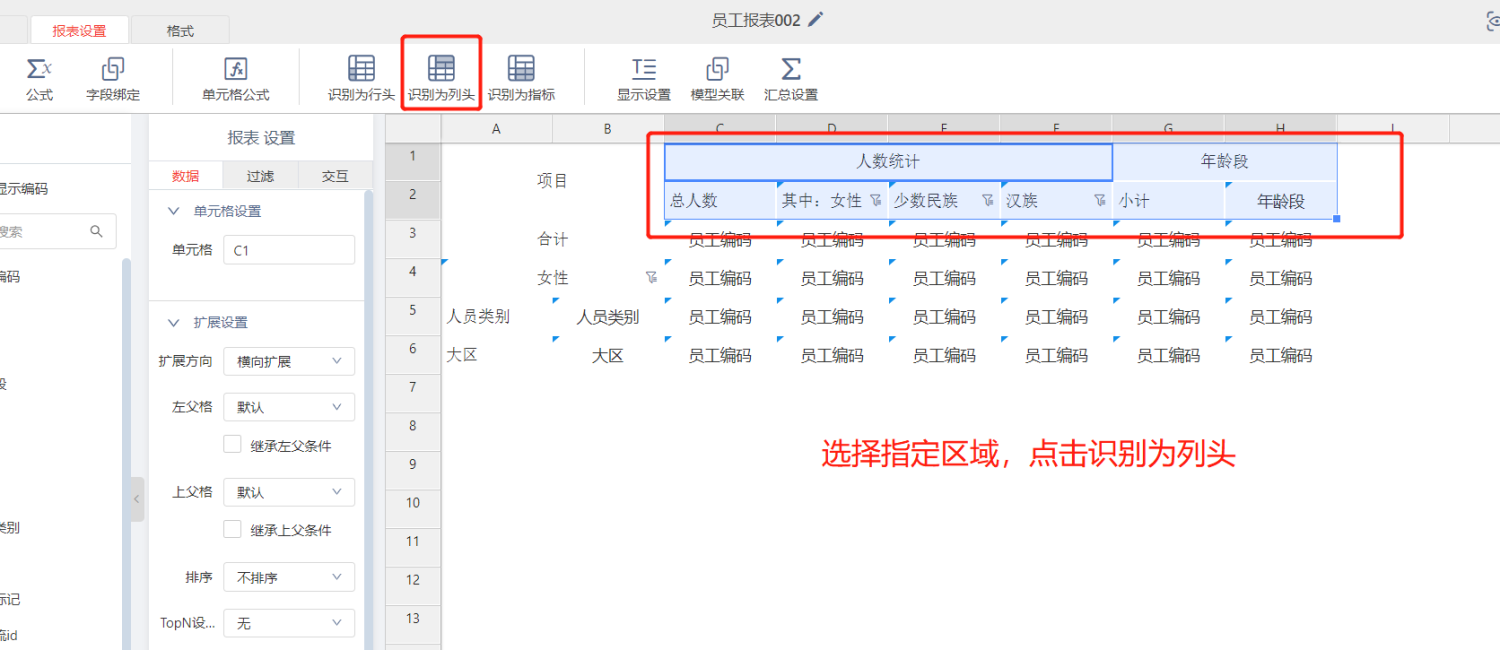 员工报表002
报表设置 格式
公式 字段绑定 单元格公式 识别为行头 识别为列头 识别为指标 显示设置 模型关联 汇总设置
显示编码
搜索
编码
段
类别
标记
流id
报表 设置
数据 过滤 交互
单元格设置
单元格 C1
扩展设置
扩展方向 横向扩展
左父格 默认
继承左父条件
上父格 默认
继承上父条件
排序 不排序
TopN设... 无
A B C D E F G H I
1 项目 人数统计 年龄段
2 总人数 其中：女性 少数民族 汉族 小计 年龄段
3 合计 员工编码 员工编码 员工编码 员工编码 员工编码 员工编码
4 女性 员工编码 员工编码 员工编码 员工编码 员工编码 员工编码
5 人员类别 人员类别 员工编码 员工编码 员工编码 员工编码 员工编码 员工编码
6 大区 大区 员工编码 员工编码 员工编码 员工编码 员工编码 员工编码
7
8
9
10
11
12
13
选择指定区域，点击识别为列头